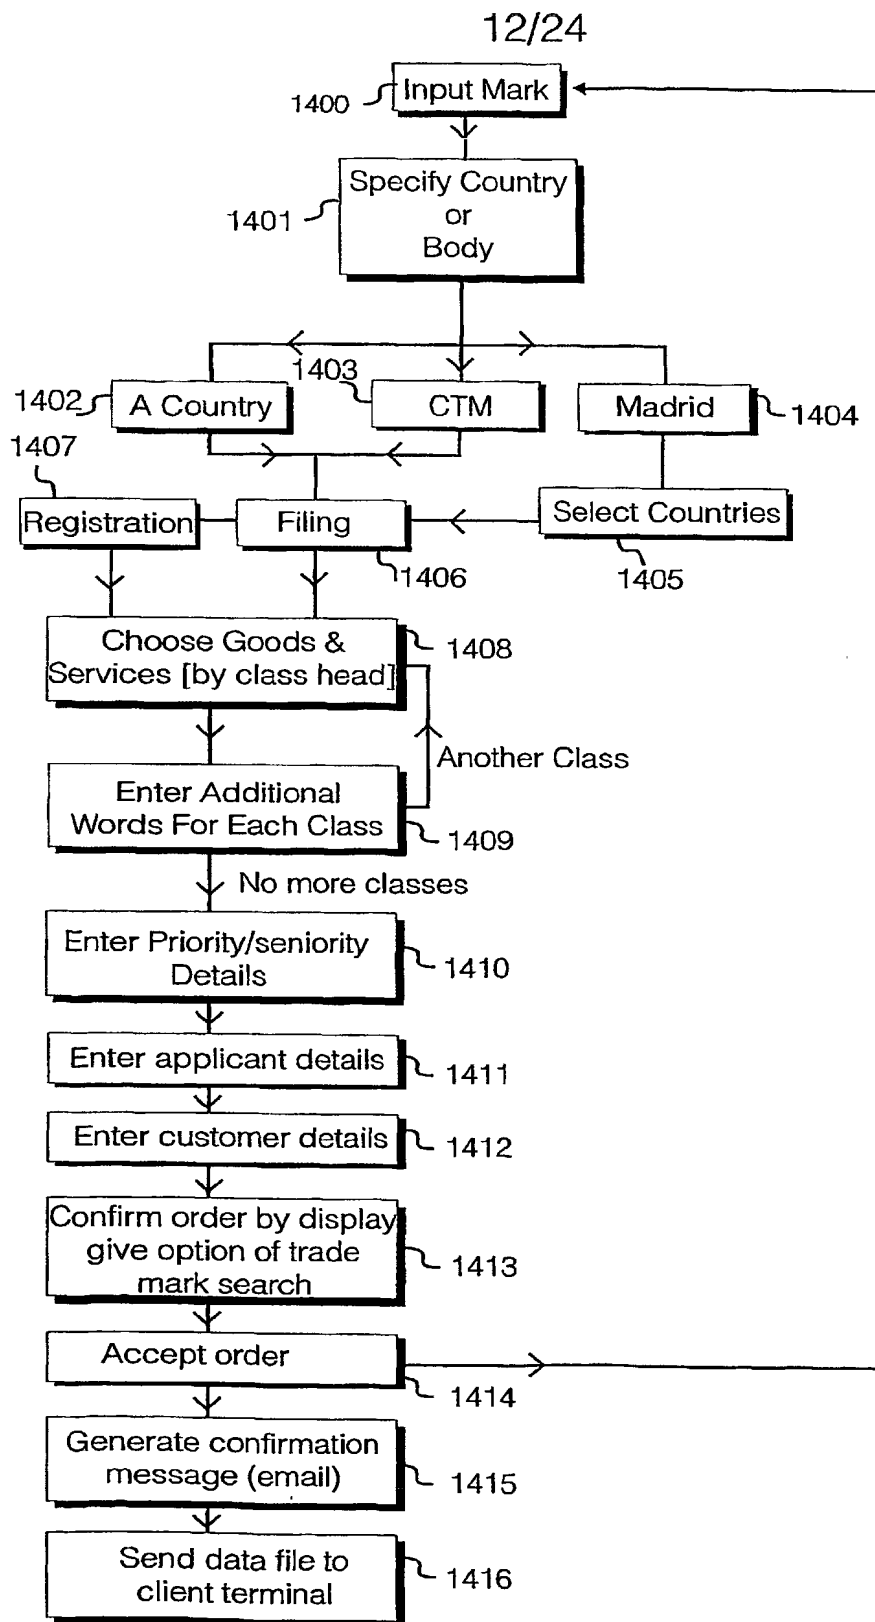 12/24
1400
Input Mark
1401
Specify Country
or
Body
1402
A Country
1403
CTM
Madrid
1404
1407
Registration
Filing
1406
Select Countries
1405
Choose Goods &
Services [by class head]
1408
Another Class
Enter Additional
Words For Each Class
1409
No more classes
Enter Priority/seniority
Details
1410
Enter applicant details
1411
Enter customer details
1412
Confirm order by display
give option of trade
mark search
1413
Accept order
1414
Generate confirmation
message (email)
1415
Send data file to
client terminal
1416